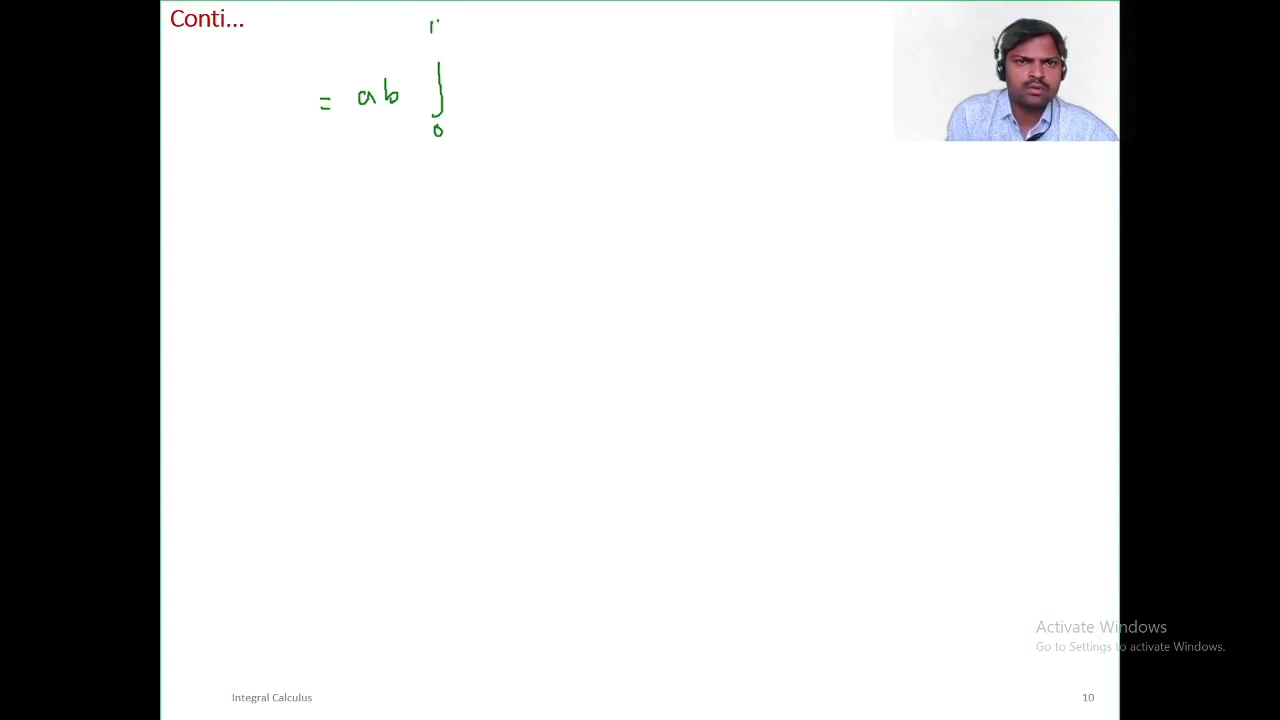 Conti...
= ab ∫
0
Activate Windows
Go to Settings to activate Windows.
Integral Calculus
10